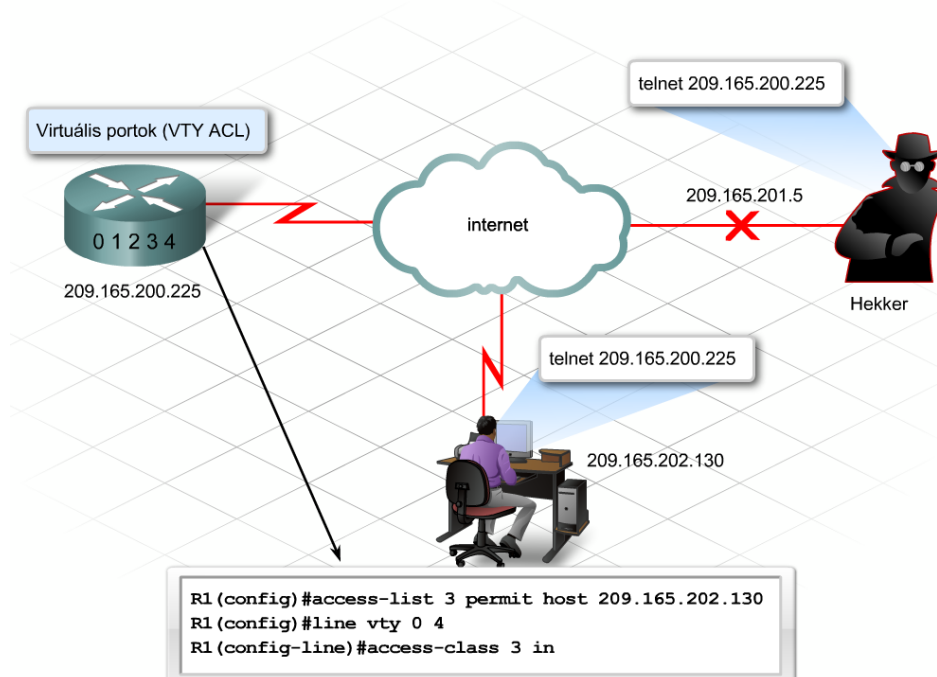 telnet 209.165.200.225
Virtuális portok (VTY ACL)
209.165.201.5
internet
0 1 2 3 4
209.165.200.225
Hekker
telnet 209.165.200.225
209.165.202.130
R1(config)#access-list 3 permit host 209.165.202.130
R1(config)#line vty 0 4
R1(config-line)#access-class 3 in